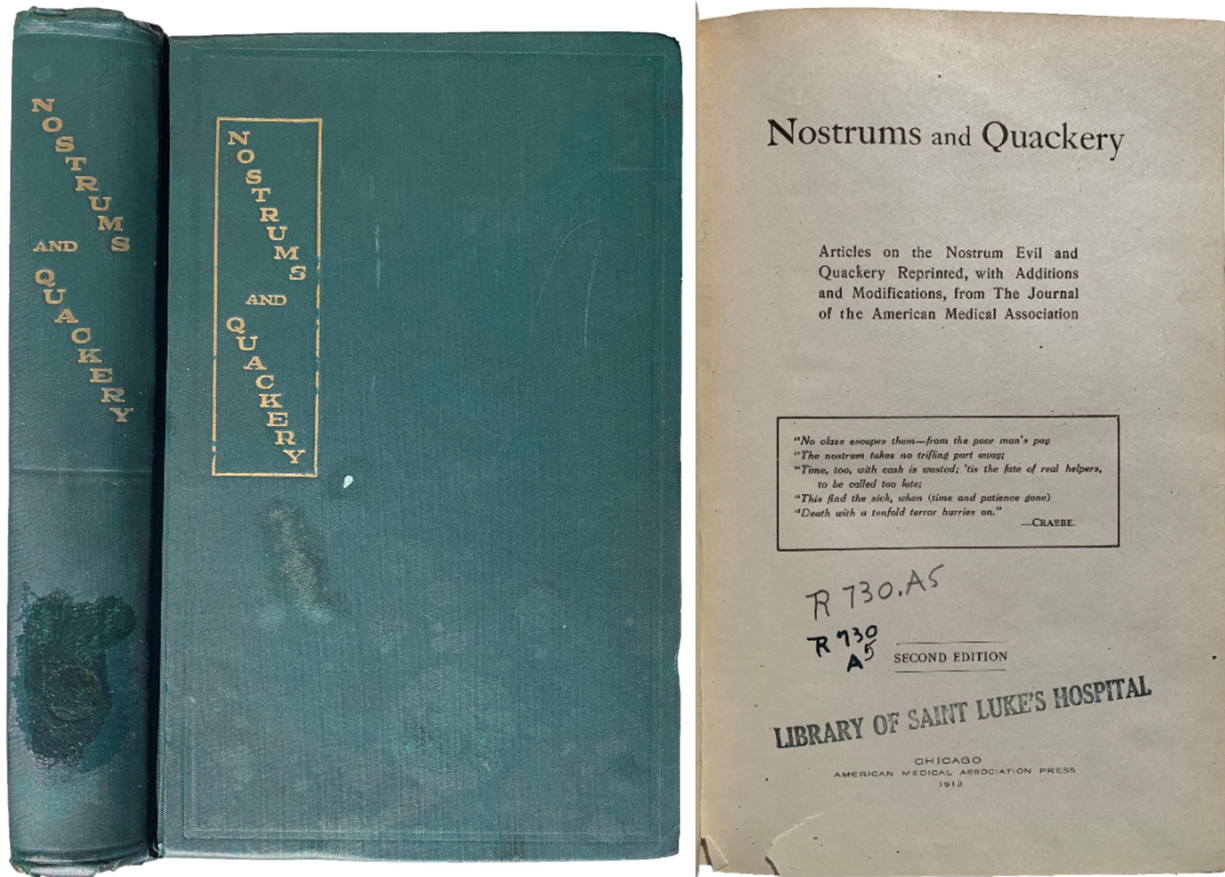 NOSTRUMS
AND
QUACKERY
NOSTRUMS
AND
QUACKERY
Nostrums and Quackery
Articles on the Nostrum Evil and
Quackery Reprinted, with Additions
and Modifications, from The Journal
of the American Medical Association
"No class escapes them—from the poor man's pay
"The nostrum takes no trifling part away;
"Time, too, with cash is wasted; 'tis the fate of real helpers,
to be called too late;
"This find the sick, when (time and patience gone)
"Death with a tenfold terror hurries on."
—CRABBE.
R 730.A5
R 730
A5
SECOND EDITION
LIBRARY OF SAINT LUKE'S HOSPITAL
CHICAGO
AMERICAN MEDICAL ASSOCIATION PRESS
1912